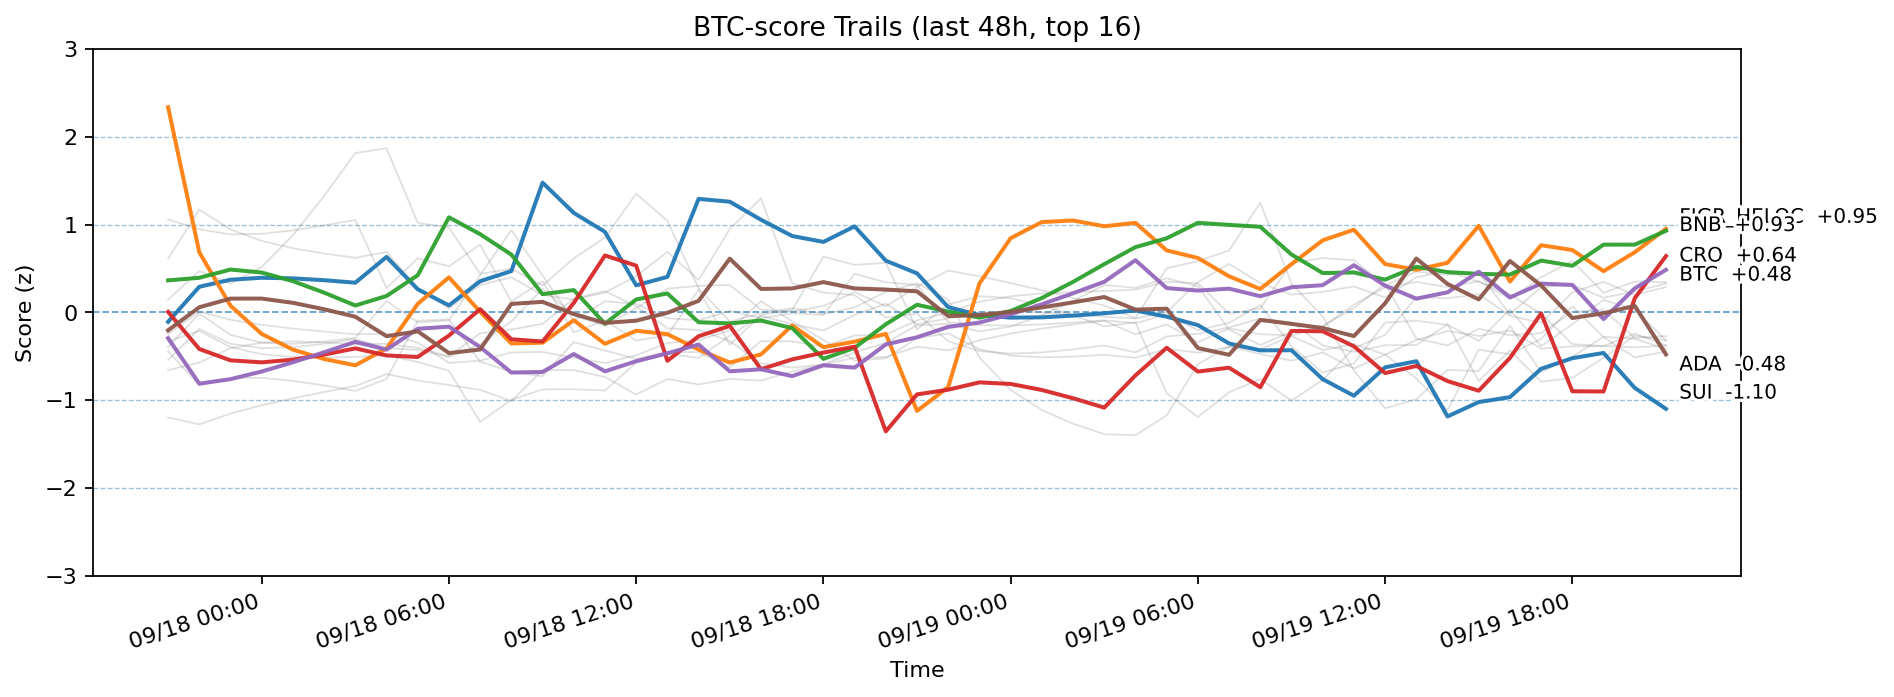 BTC-score Trails (last 48h, top 16)
3
2
1
0
−1
−2
−3
Score (z)
+0.95
BNB +0.93
CRO +0.64
BTC +0.48
ADA -0.48
SUI -1.10
09/18 00:00
09/18 06:00
09/18 12:00
09/18 18:00
09/19 00:00
09/19 06:00
09/19 12:00
09/19 18:00
Time